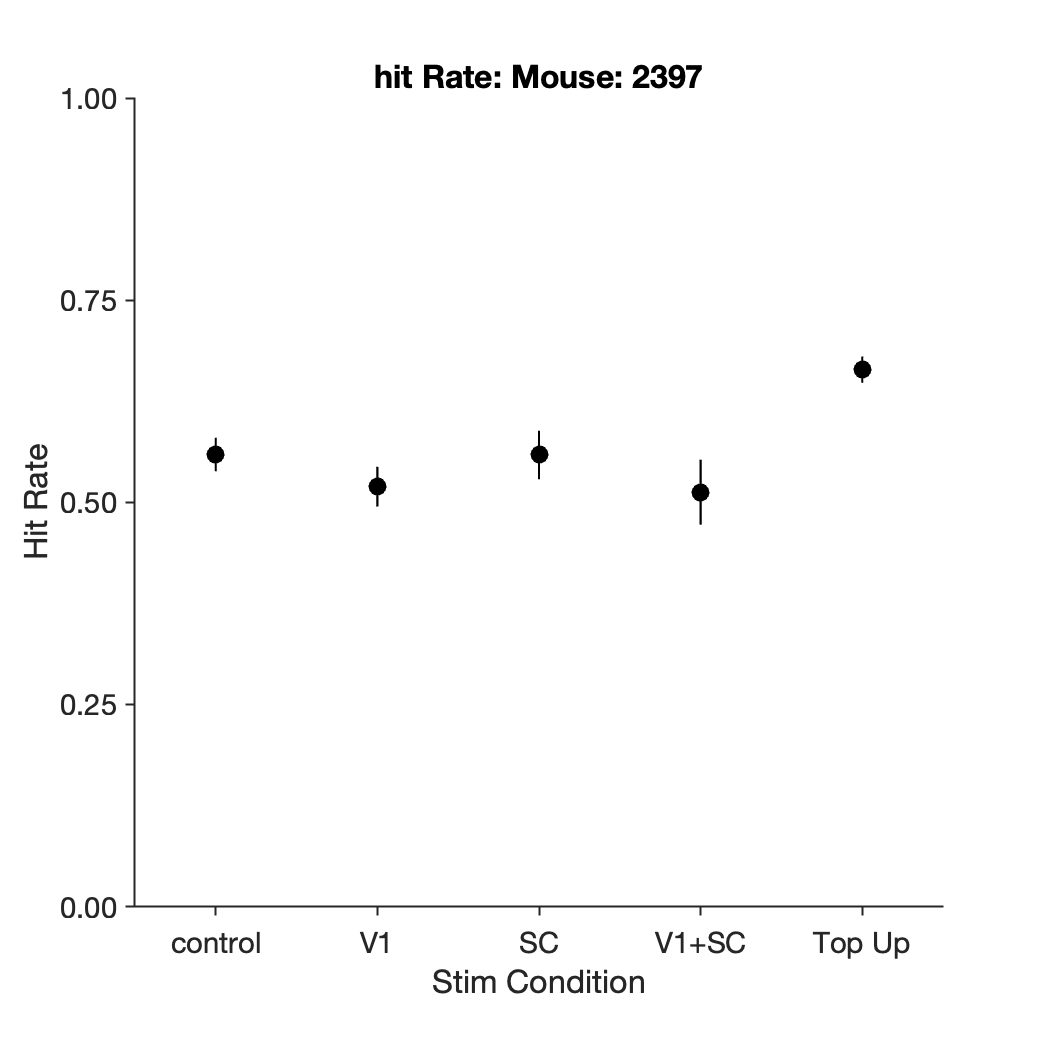 hit Rate: Mouse: 2397
1.00
0.75
0.50
0.25
0.00
Hit Rate
control V1 SC V1+SC Top Up
Stim Condition